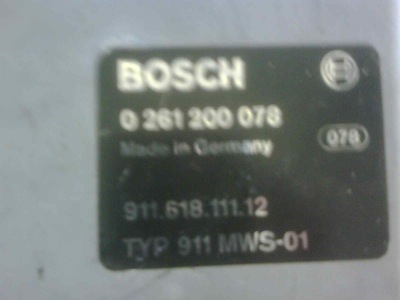 BOSCH
0 261 200 078
Made in Germany
078
911.618.111.12
TYP 911 MWS-01